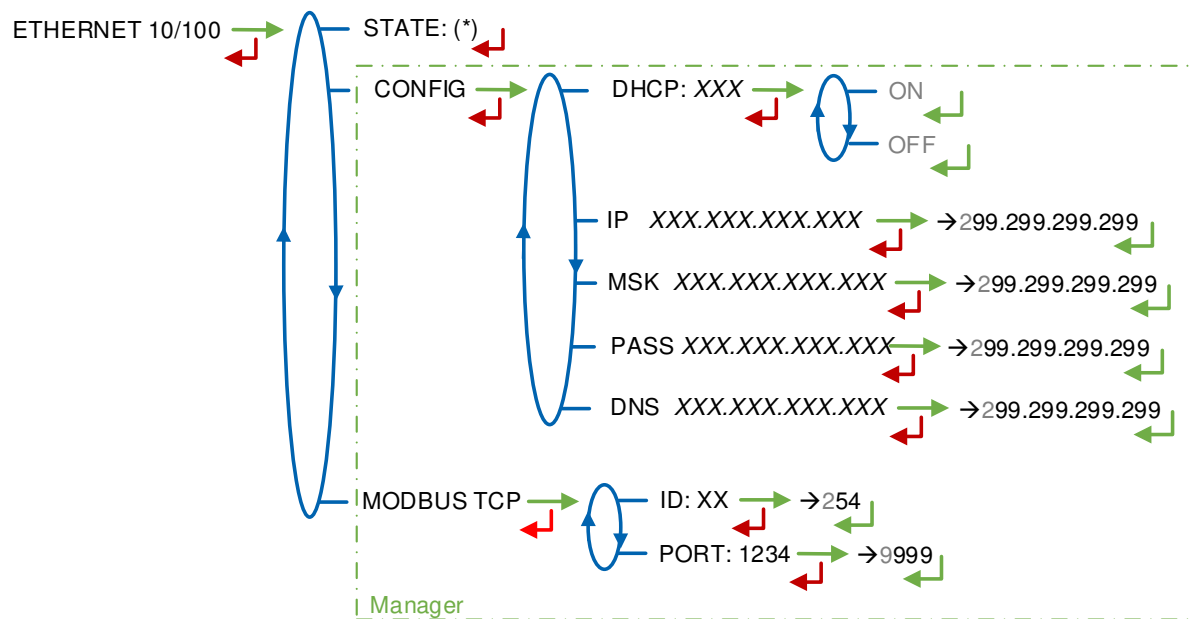 ETHERNET 10/100
STATE: (*)
CONFIG
DHCP: XXX
ON
OFF
IP XXX.XXX.XXX.XXX →299.299.299.299
MSK XXX.XXX.XXX.XXX →299.299.299.299
PASS XXX.XXX.XXX.XXX →299.299.299.299
DNS XXX.XXX.XXX.XXX →299.299.299.299
MODBUS TCP
ID: XX →254
PORT: 1234 →9999
Manager